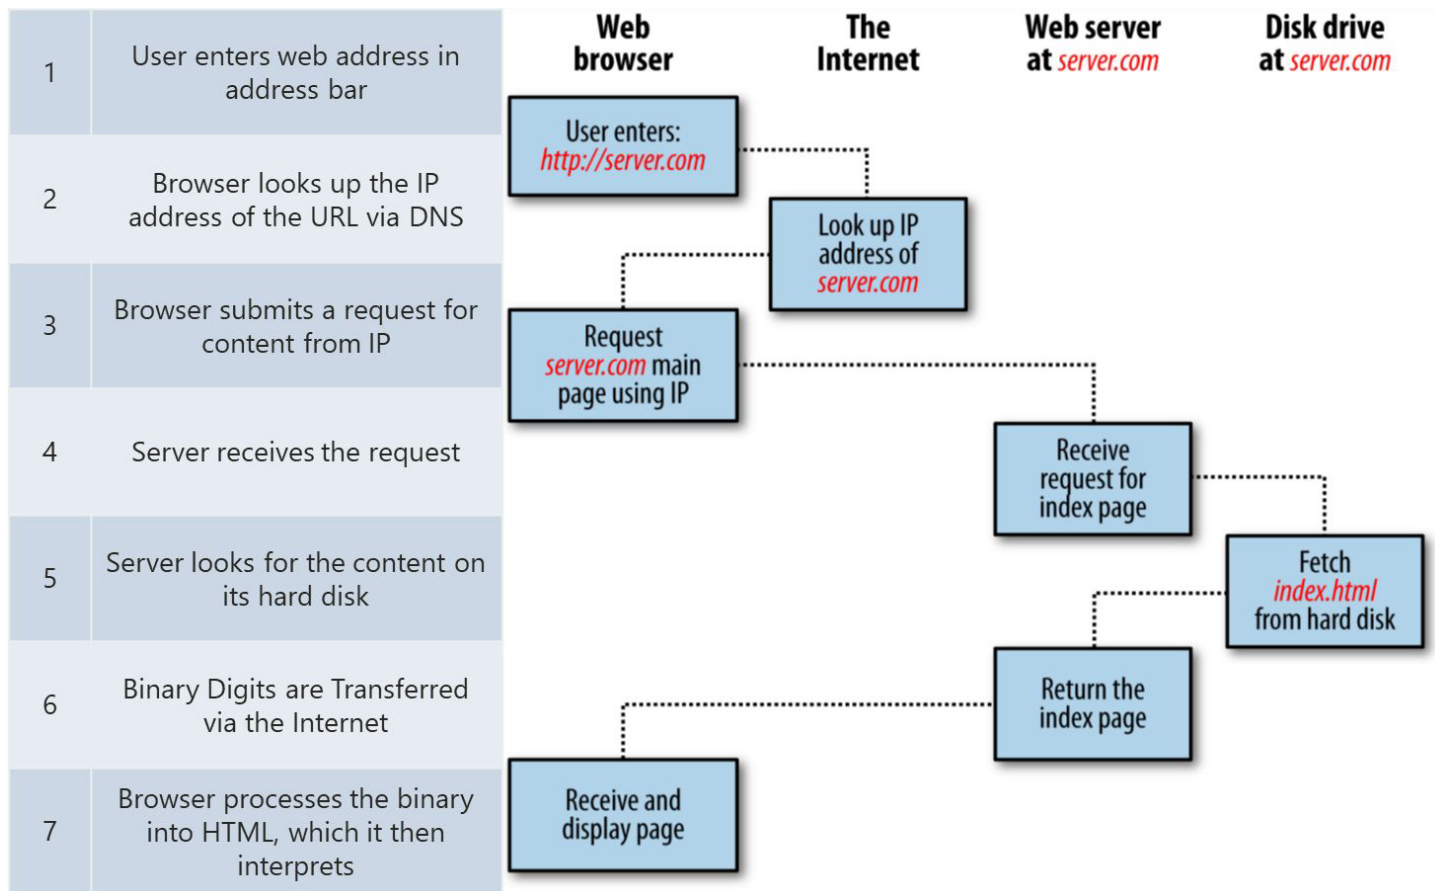 1
User enters web address in
address bar
2
Browser looks up the IP
address of the URL via DNS
3
Browser submits a request for
content from IP
4
Server receives the request
5
Server looks for the content on
its hard disk
6
Binary Digits are Transferred
via the Internet
7
Browser processes the binary
into HTML, which it then
interprets
Web
browser
The
Internet
Web server
at server.com
Disk drive
at server.com
User enters:
http://server.com
Look up IP
address of
server.com
Request
server.com main
page using IP
Receive
request for
index page
Fetch
index.html
from hard disk
Return the
index page
Receive and
display page